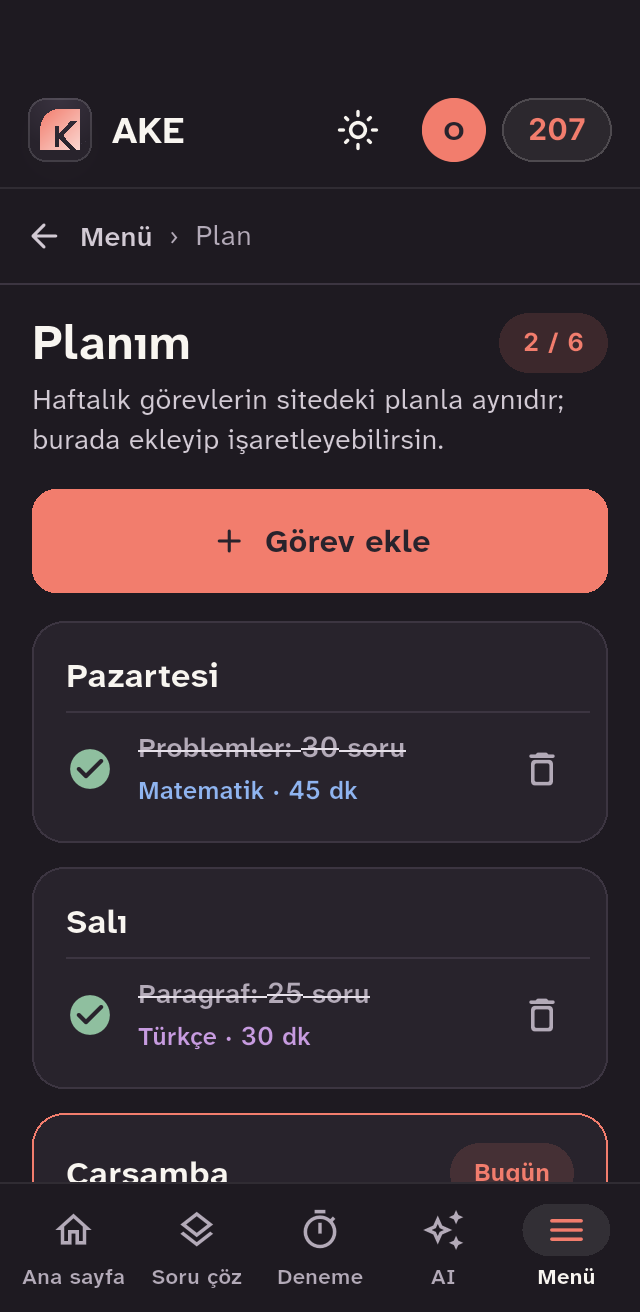 K AKE O 207
Menü › Plan
Planım 2 / 6
Haftalık görevlerin sitedeki planla aynıdır;
burada ekleyip işaretleyebilirsin.
+ Görev ekle
Pazartesi
Problemler: 30 soru
Matematik · 45 dk
Salı
Paragraf: 25 soru
Türkçe · 30 dk
Çarşamba Bugün
Ana sayfa Soru çöz Deneme AI Menü